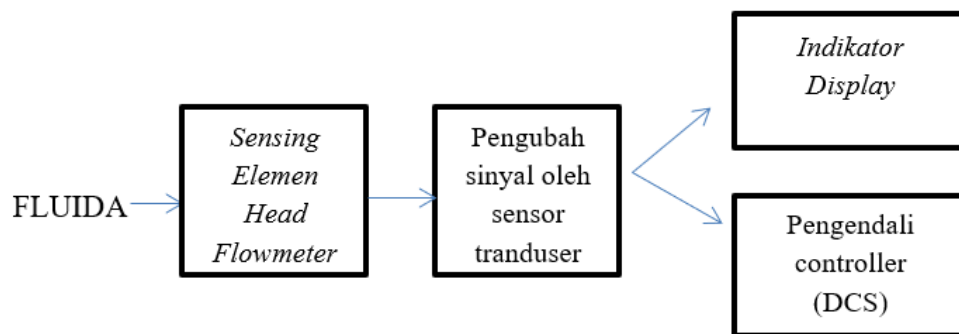 FLUIDA
Sensing
Elemen
Head
Flowmeter
Pengubah
sinyal oleh
sensor
tranduser
Indikator
Display
Pengendali
controller
(DCS)